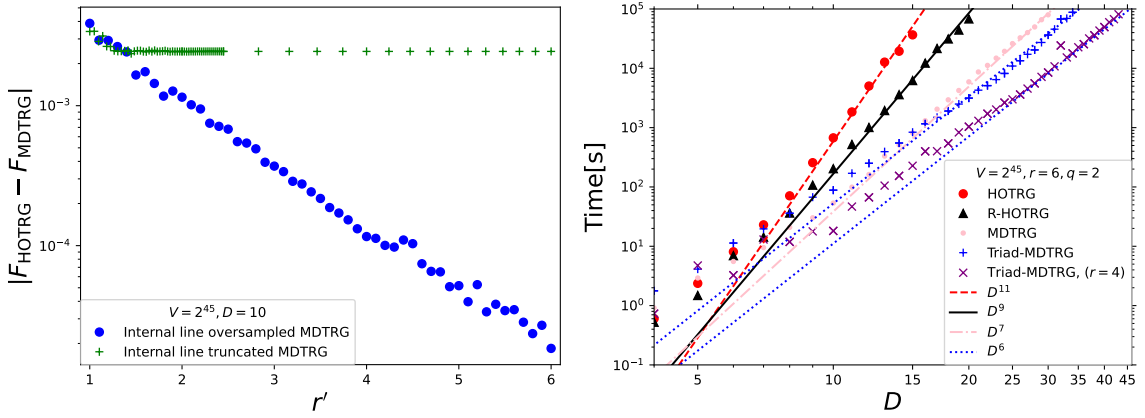 |F_HOTRG − F_MDTRG|
10^−3
10^−4
V = 2^45, D = 10
Internal line oversampled MDTRG
Internal line truncated MDTRG
1 2 3 4 5 6
r′
Time[s]
10^5
10^4
10^3
10^2
10^1
10^0
10^−1
V = 2^45, r = 6, q = 2
HOTRG
R-HOTRG
MDTRG
Triad-MDTRG
Triad-MDTRG, (r = 4)
D^11
D^9
D^7
D^6
5 10 15 20 25 30 35 40 45
D